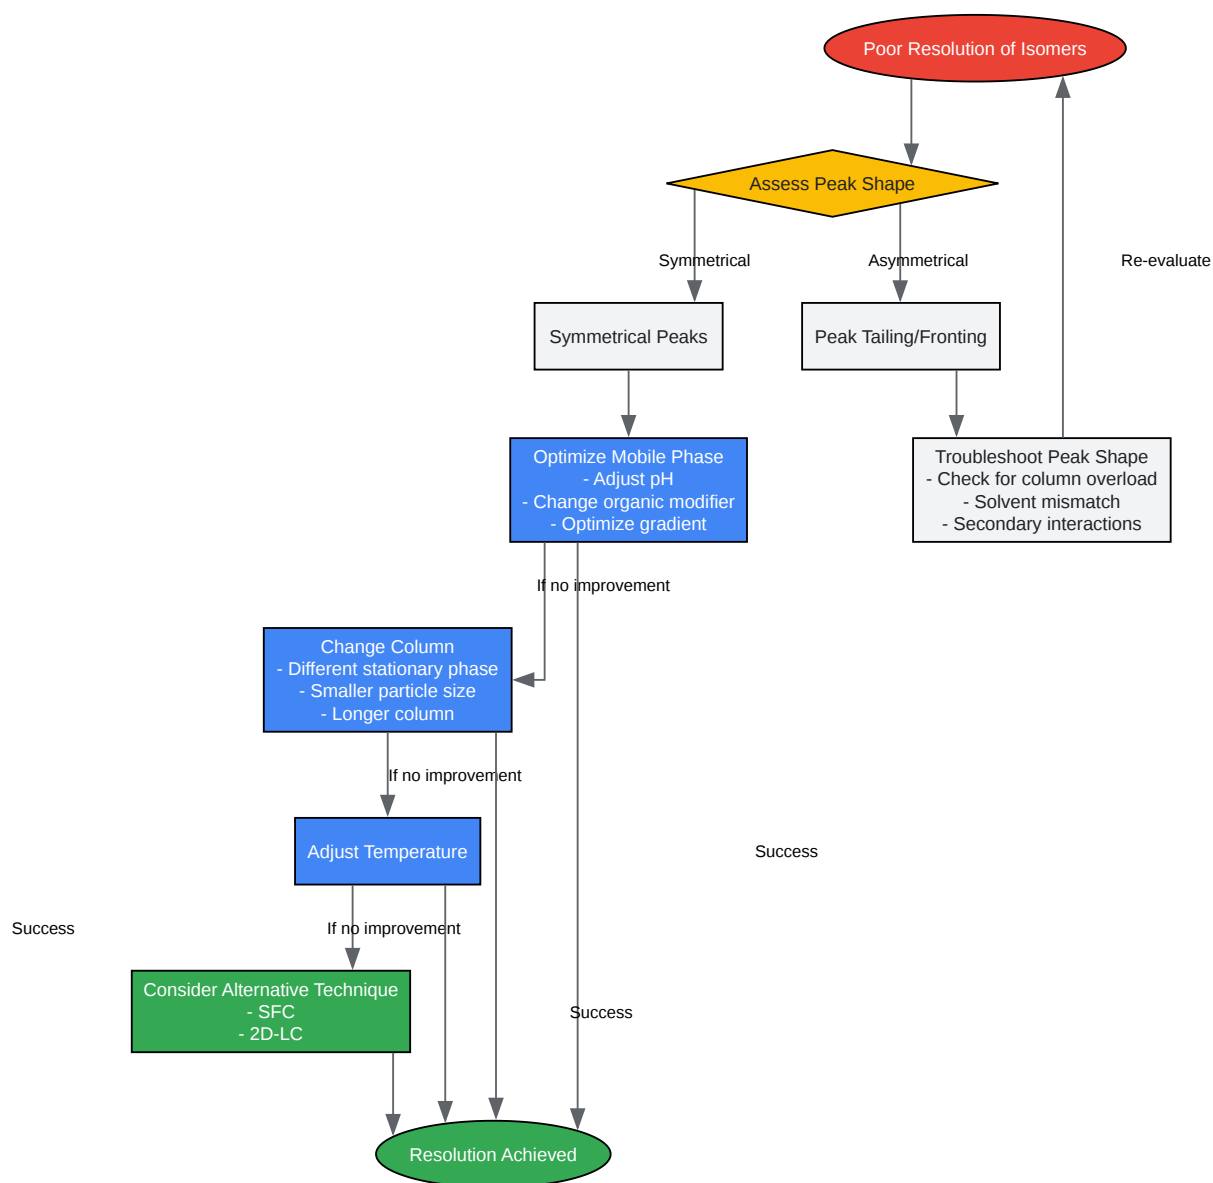 Poor Resolution of Isomers
Assess Peak Shape
Symmetrical
Asymmetrical
Re-evaluate
Symmetrical Peaks
Peak Tailing/Fronting
Optimize Mobile Phase
- Adjust pH
- Change organic modifier
- Optimize gradient
Troubleshoot Peak Shape
- Check for column overload
- Solvent mismatch
- Secondary interactions
If no improvement
Change Column
- Different stationary phase
- Smaller particle size
- Longer column
If no improvement
Adjust Temperature
Success
Success
If no improvement
Consider Alternative Technique
- SFC
- 2D-LC
Success
Resolution Achieved